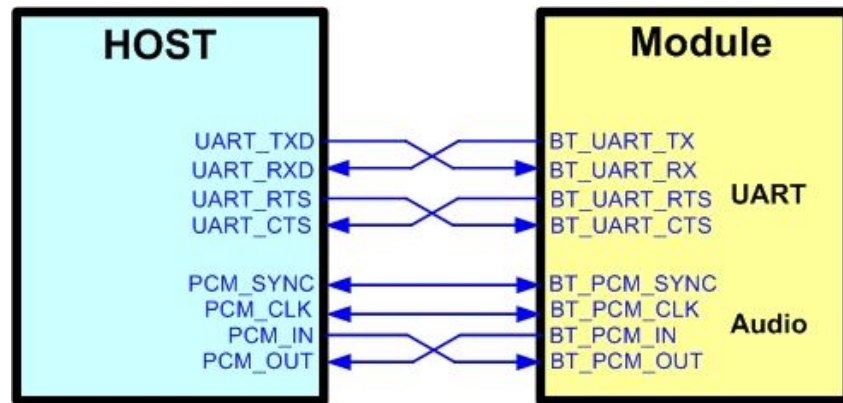 HOST
Module
UART_TXD
UART_RXD
UART_RTS
UART_CTS
PCM_SYNC
PCM_CLK
PCM_IN
PCM_OUT
BT_UART_TX
BT_UART_RX
BT_UART_RTS
BT_UART_CTS
UART
BT_PCM_SYNC
BT_PCM_CLK
BT_PCM_IN
BT_PCM_OUT
Audio